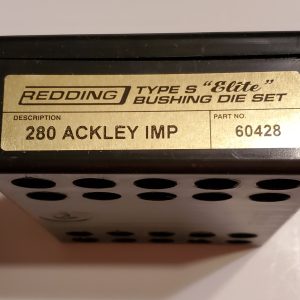 REDDING TYPE S "Elite"
BUSHING DIE SET
DESCRIPTION PART NO.
280 ACKLEY IMP 60428